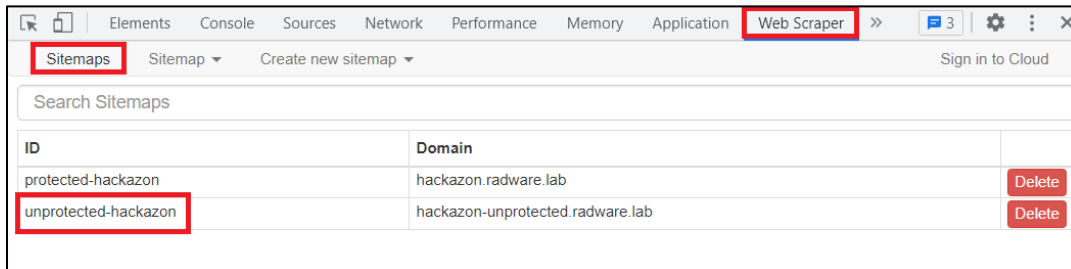 Elements Console Sources Network Performance Memory Application Web Scraper » 3
Sitemaps Sitemap Create new sitemap Sign in to Cloud
Search Sitemaps
ID Domain
protected-hackazon hackazon.radware.lab Delete
unprotected-hackazon hackazon-unprotected.radware.lab Delete